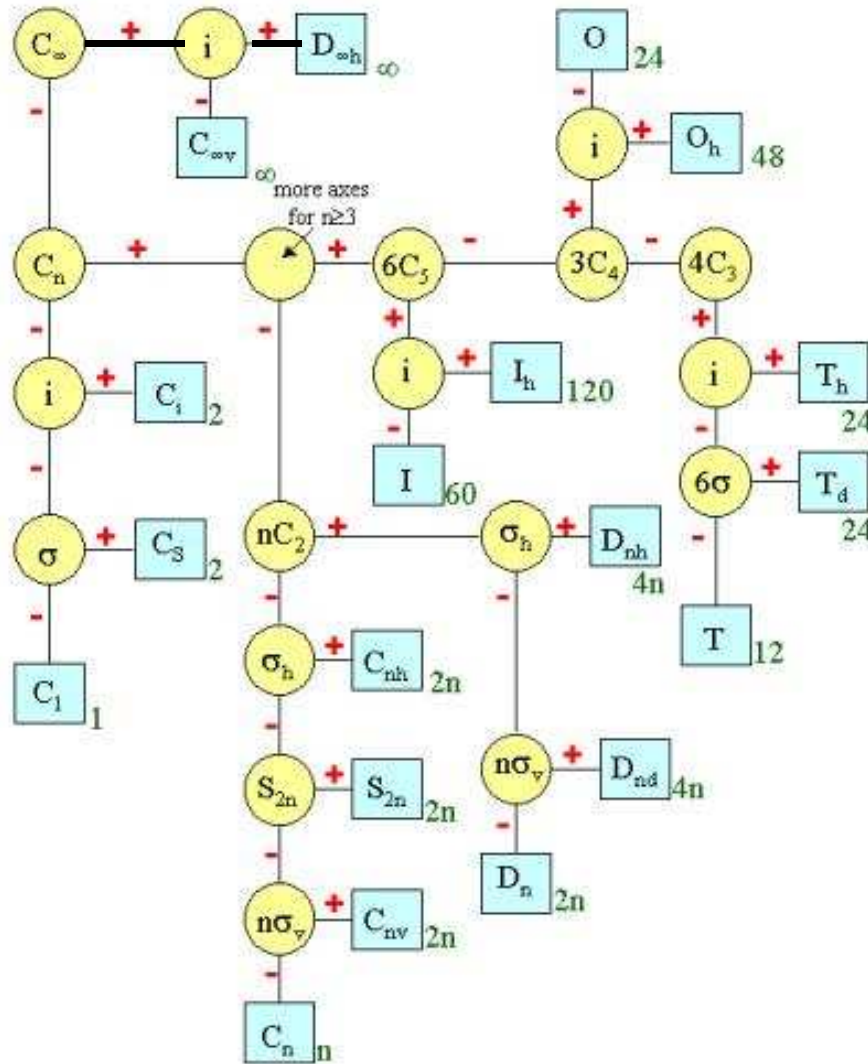 C∞ + i + D∞h ∞
- -
C∞v ∞
O 24
-
i + Oh 48
+
more axes
for n≥3
Cn + + 6C5 - 3C4 - 4C3
- - + +
i + Ci 2
i + Ih 120
i + Th 24
- - -
I 60
6σ + Td 24
-
T 12
σ + CS 2
-
C1 1
nC2 + σh + Dnh 4n
- -
σh + Cnh 2n
-
S2n + S2n 2n
nσv + Dnd 4n
- -
Dn 2n
nσv + Cnv 2n
-
Cn n